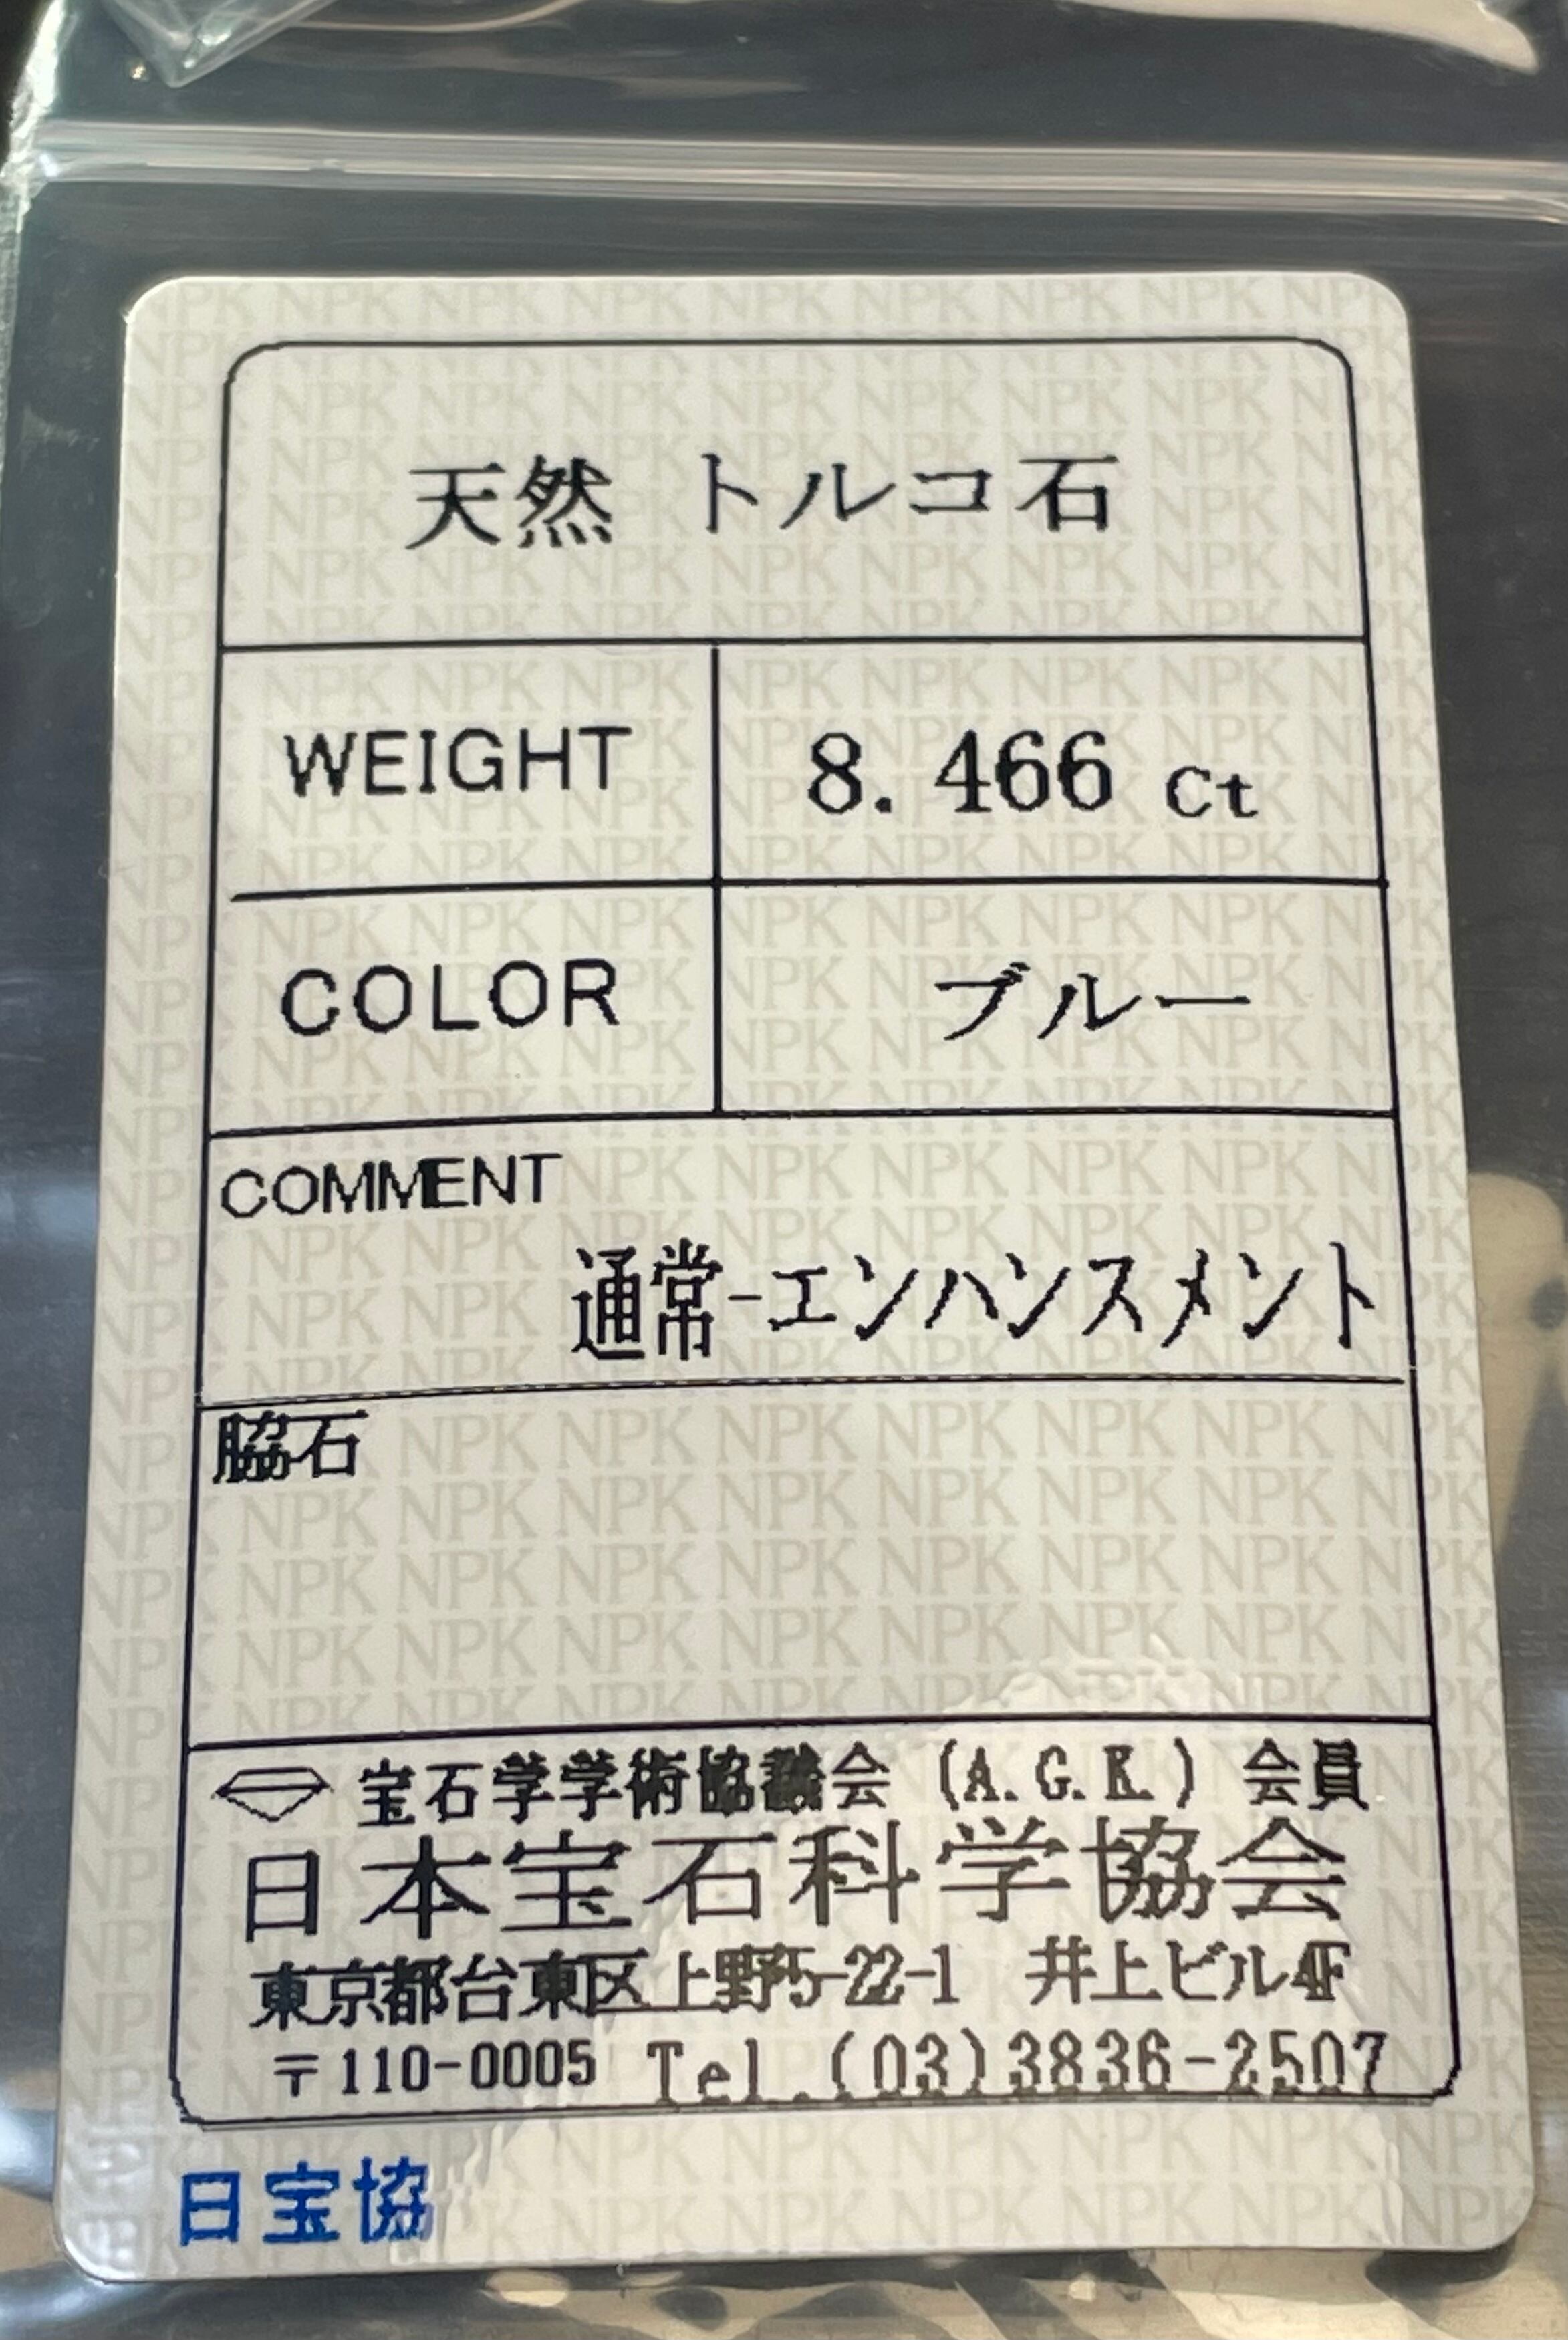 天然 トルコ石
WEIGHT 8.466 ct
COLOR ブルー
COMMENT
通常-エンハンスメント
脇石
宝石学学術協議会 (A.G.K.) 会員
日本宝石科学協会
東京都台東区上野5-22-1 井上ビル4F
〒110-0005 Tel.(03)3836-2507
日宝協